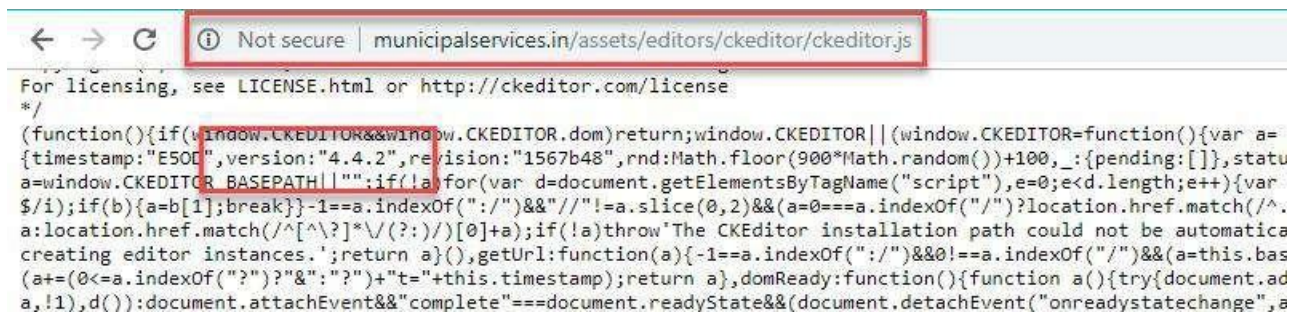 Not secure | municipalservices.in/assets/editors/ckeditor/ckeditor.js
For licensing, see LICENSE.html or http://ckeditor.com/license
*/
(function(){if(window.CKEDITOR&&window.CKEDITOR.dom)return;window.CKEDITOR||(window.CKEDITOR=function(){var a=
{timestamp:"E5OD",version:"4.4.2",revision:"1567b48",rnd:Math.floor(900*Math.random())+100,_:{pending:[]},statu
a=window.CKEDITOR_BASEPATH||"";if(!a)for(var d=document.getElementsByTagName("script"),e=0;e<d.length;e++){var
$/i);if(b){a=b[1];break}}-1==a.indexOf(":/")&&"//"!=a.slice(0,2)&&(a=0===a.indexOf("/")?location.href.match(/^.
a:location.href.match(/^[^\?]*\/(?:)/)[0]+a);if(!a)throw'The CKEditor installation path could not be automatica
creating editor instances.';return a}(),getUrl:function(a){-1==a.indexOf(":/")&&0!==a.indexOf("/")&&(a=this.bas
(a+=(0<=a.indexOf("?")?"&":"?")+"t="+this.timestamp);return a},domReady:function(){function a(){try{document.ad
a,!1),d()):document.attachEvent&&"complete"===document.readyState&&(document.detachEvent("onreadystatechange",a